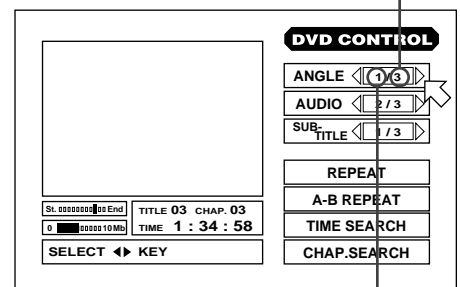 DVD CONTROL
ANGLE 1/3
AUDIO 2 / 3
SUB-TITLE 1 / 3
REPEAT
A-B REPEAT
TIME SEARCH
CHAP.SEARCH
St. End
0 10Mb
TITLE 03 CHAP. 03
TIME 1 : 34 : 58
SELECT ◀▶ KEY